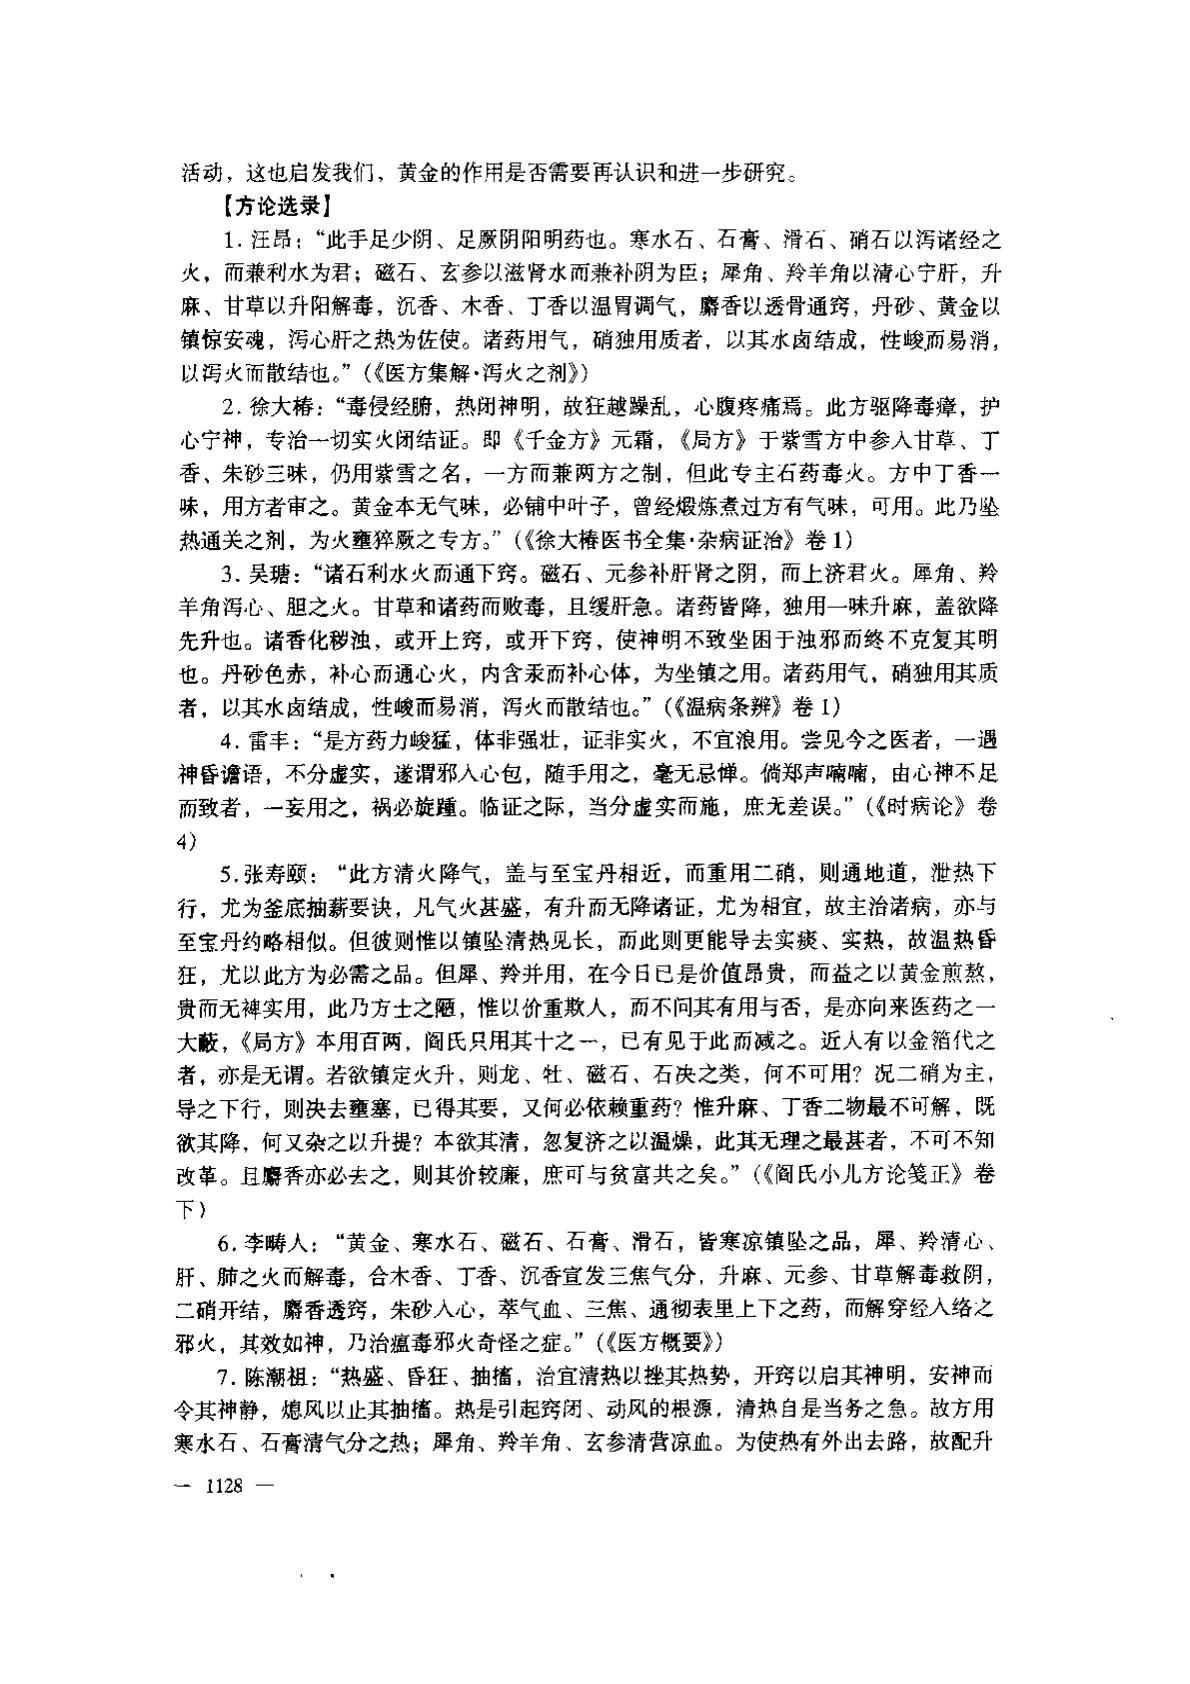 活动，这也启发我们，黄金的作用是否需要再认识和进一步研究。
【方论选录】
1. 汪昂：“此手足少阴、足厥阴阳明药也。寒水石、石膏、滑石、硝石以泻诸经之
火，而兼利水为君；磁石、玄参以滋肾水而兼补阴为臣；犀角、羚羊角以清心宁肝，升
麻、甘草以升阳解毒，沉香、木香、丁香以温胃调气，麝香以透骨通窍，丹砂、黄金以
镇惊安魂，泻心肝之热为佐使。诸药用气，硝独用质者，以其水卤结成，性峻而易消，
以泻火而散结也。”（《医方集解·泻火之剂》）
2. 徐大椿：“毒侵经腑，热闭神明，故狂越躁乱，心腹疼痛焉。此方驱降毒瘴，护
心宁神，专治一切实火闭结证。即《千金方》元霜，《局方》于紫雪方中参入甘草、丁
香、朱砂三味，仍用紫雪之名，一方而兼两方之制，但此专主石药毒火。方中丁香一
味，用方者审之。黄金本无气味，必铺中叶子，曾经煅炼煮过方有气味，可用。此乃坠
热通关之剂，为火壅猝厥之专方。”（《徐大椿医书全集·杂病证治》卷1）
3. 吴瑭：“诸石利水火而通下窍。磁石、元参补肝肾之阴，而上济君火。犀角、羚
羊角泻心、胆之火。甘草和诸药而败毒，且缓肝急。诸药皆降，独用一味升麻，盖欲降
先升也。诸香化秽浊，或开上窍，或开下窍，使神明不致坐困于浊邪而终不克复其明
也。丹砂色赤，补心而通心火，内含汞而补心体，为坐镇之用。诸药用气，硝独用其质
者，以其水卤结成，性峻而易消，泻火而散结也。”（《温病条辨》卷1）
4. 雷丰：“是方药力峻猛，体非强壮，证非实火，不宜浪用。尝见今之医者，一遇
神昏谵语，不分虚实，遂谓邪入心包，随手用之，毫无忌惮。倘郑声喃喃，由心神不足
而致者，一妄用之，祸必旋踵。临证之际，当分虚实而施，庶无差误。”（《时病论》卷
4）
5.张寿颐：“此方清火降气，盖与至宝丹相近，而重用二硝，则通地道，泄热下
行，尤为釜底抽薪要诀，凡气火甚盛，有升而无降诸证，尤为相宜，故主治诸病，亦与
至宝丹约略相似。但彼则惟以镇坠清热见长，而此则更能导去实痰、实热，故温热昏
狂，尤以此方为必需之品。但犀、羚并用，在今日已是价值昂贵，而益之以黄金煎熬，
贵而无裨实用，此乃方士之陋，惟以价重欺人，而不问其有用与否，是亦向来医药之一
大蔽，《局方》本用百两，阎氏只用其十之一，已有见于此而减之。近人有以金箔代之
者，亦是无谓。若欲镇定火升，则龙、牡、磁石、石决之类，何不可用？况二硝为主，
导之下行，则决去壅塞，已得其要，又何必依赖重药？惟升麻、丁香二物最不可解，既
欲其降，何又杂之以升提？本欲其清，忽复济之以温燥，此其无理之最甚者，不可不知
改革。且麝香亦必去之，则其价较廉，庶可与贫富共之矣。”（《阎氏小儿方论笺正》卷
下）
6. 李畴人：“黄金、寒水石、磁石、石膏、滑石，皆寒凉镇坠之品，犀、羚清心、
肝、肺之火而解毒，合木香、丁香、沉香宣发三焦气分，升麻、元参、甘草解毒救阴，
二硝开结，麝香透窍，朱砂入心，萃气血、三焦、通彻表里上下之药，而解穿经入络之
邪火，其效如神，乃治瘟毒邪火奇怪之症。”（《医方概要》）
7. 陈潮祖：“热盛、昏狂、抽搐，治宜清热以挫其热势，开窍以启其神明，安神而
令其神静，熄风以止其抽搐。热是引起窍闭、动风的根源，清热自是当务之急。故方用
寒水石、石膏清气分之热；犀角、羚羊角、玄参清营凉血。为使热有外出去路，故配升
— 1128 —